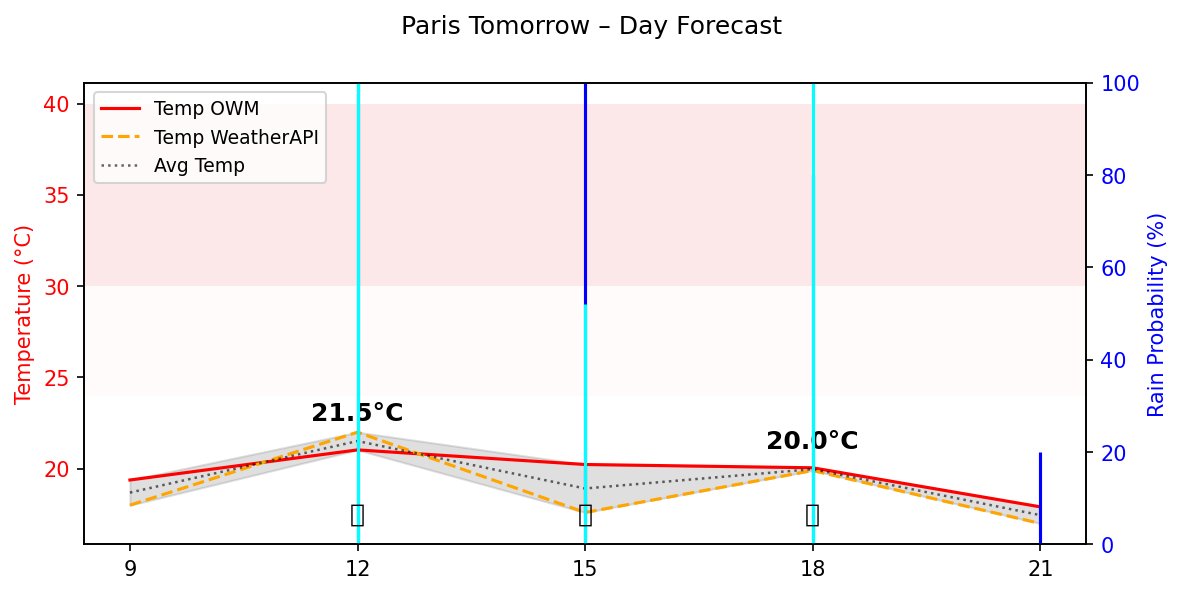 Paris Tomorrow – Day Forecast
Temp OWM
Temp WeatherAPI
Avg Temp
Temperature (°C)
40
35
30
25
20
Rain Probability (%)
100
80
60
40
20
0
21.5°C
20.0°C
9
12
15
18
21